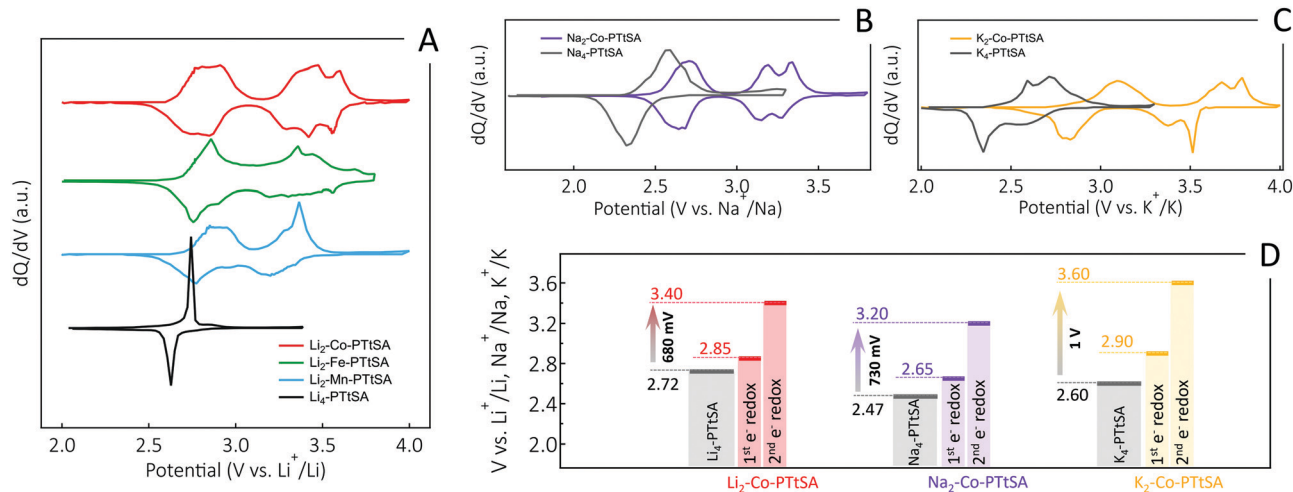 A
dQ/dV (a.u.)
dQ/dV (a.u.)
Li₂-Co-PTtSA
Li₂-Fe-PTtSA
Li₂-Mn-PTtSA
Li₄-PTtSA
2.0 2.5 3.0 3.5 4.0
Potential (V vs. Li⁺/Li)
B
dQ/dV (a.u.)
Na₂-Co-PTtSA
Na₄-PTtSA
2.0 2.5 3.0 3.5
Potential (V vs. Na⁺/Na)
C
dQ/dV (a.u.)
K₂-Co-PTtSA
K₄-PTtSA
2.0 2.5 3.0 3.5 4.0
Potential (V vs. K⁺/K)
D
V vs. Li⁺/Li, Na⁺/Na, K⁺/K
3.6
3.2
2.8
2.4
2.0
3.40
680 mV
2.85
2.72
Li₄-PTtSA
1ˢᵗ e⁻ redox
2ⁿᵈ e⁻ redox
Li₂-Co-PTtSA
3.20
730 mV
2.65
2.47
Na₄-PTtSA
1ˢᵗ e⁻ redox
2ⁿᵈ e⁻ redox
Na₂-Co-PTtSA
3.60
1 V
2.90
2.60
K₄-PTtSA
1ˢᵗ e⁻ redox
2ⁿᵈ e⁻ redox
K₂-Co-PTtSA